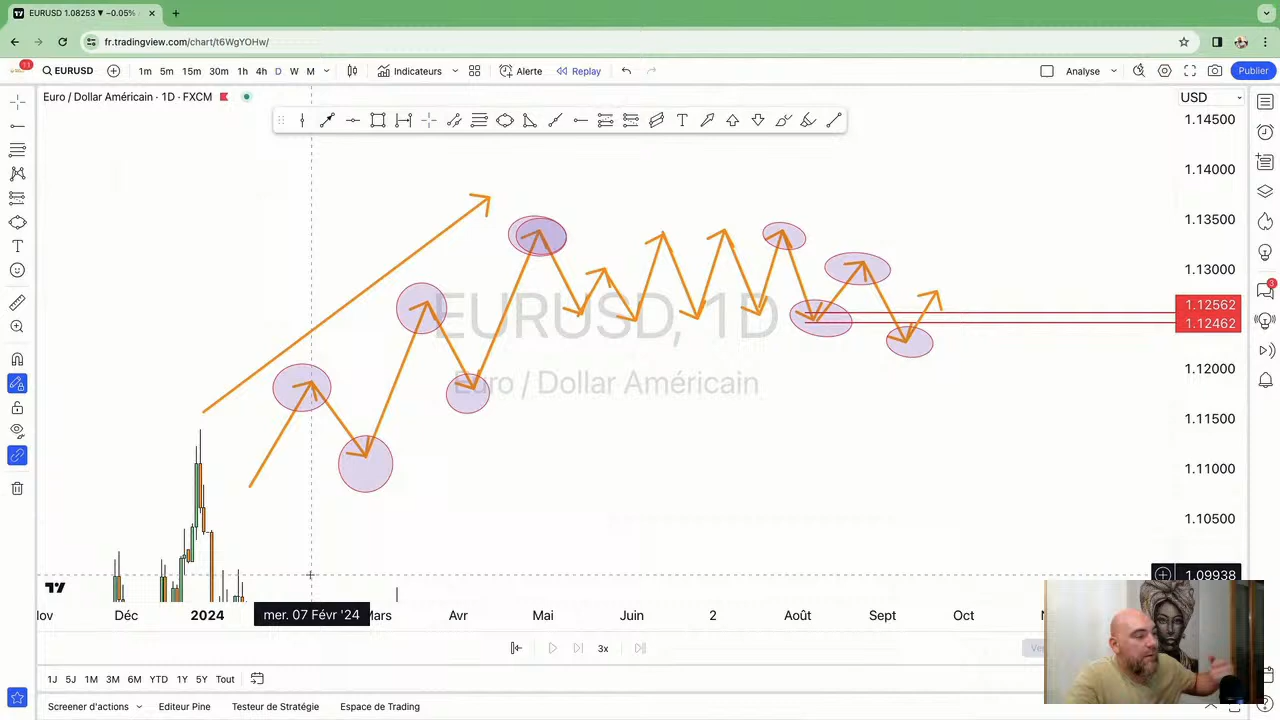 EURUSD 1.08253 ▼ −0.05%
fr.tradingview.com/chart/t6WgYOHw/
11
EURUSD
1m 5m 15m 30m 1h 4h D W M
Indicateurs
Alerte
Replay
Analyse
Publier
Euro / Dollar Américain · 1D · FXCM
USD
1.14500
1.14000
1.13500
1.13000
3
1.12562
1.12462
EURUSD, 1D
Euro / Dollar Américain
1.12000
1.11500
1.11000
1.10500
1.09938
Déc 2024 mer. 07 Févr '24 Mars Avr Mai Juin 2 Août Sept Oct
3x
1J 5J 1M 3M 6M YTD 1Y 5Y Tout
Screener d'actions Editeur Pine Testeur de Stratégie Espace de Trading